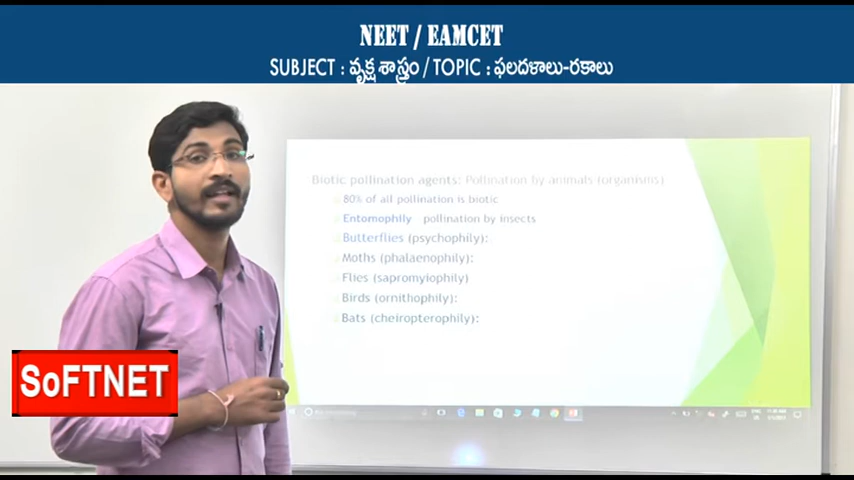 NEET / EAMCET
SUBJECT : వృక్ష శాస్త్రం / TOPIC : ఫలదళాలు-రకాలు
Biotic pollination agents: Pollination by animals (organisms)
80% of all pollination is biotic
Entomophily pollination by insects
Butterflies (psychophily):
Moths (phalaenophily):
Flies (sapromyiophily)
Birds (ornithophily):
Bats (cheiropterophily):
SoFTNET